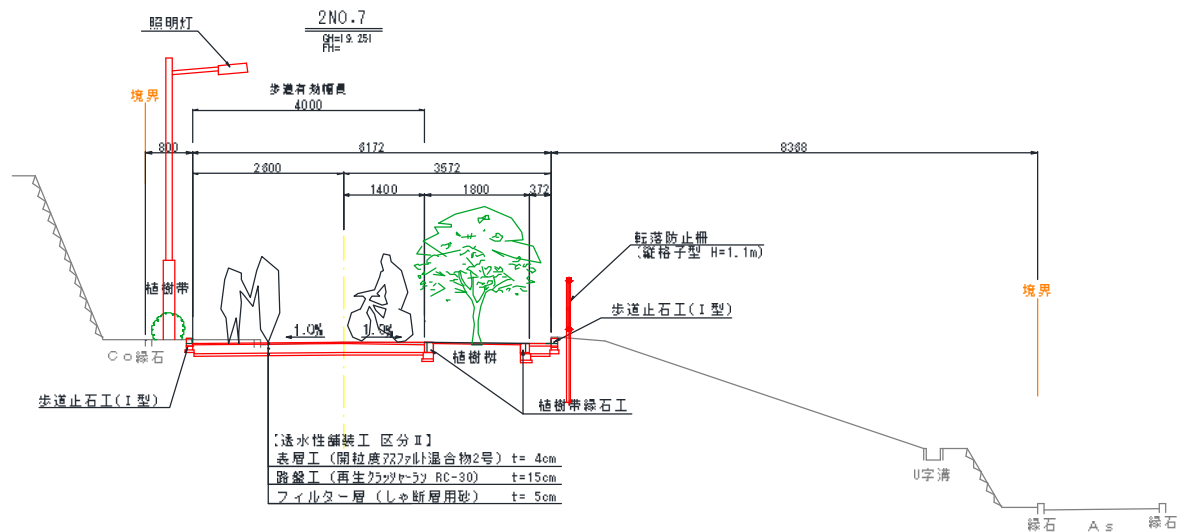 照明灯
2NO.7
GH=19.251
FH=
境界
歩道有効幅員
4000
800
6172
8368
2600
3572
1400
1800
372
転落防止柵
(縦格子型 H=1.1m)
植樹帯
境界
歩道止石工(Ⅰ型)
1.0%
1.0%
Co縁石
植樹桝
歩道止石工(Ⅰ型)
植樹帯縁石工
【透水性舗装工 区分Ⅱ】
表層工 (開粒度アスファルト混合物2号) t= 4cm
路盤工 (再生クラッシャーラン RC-30) t=15cm
フィルター層 (しゃ断層用砂) t= 5cm
U字溝
縁石
As
縁石